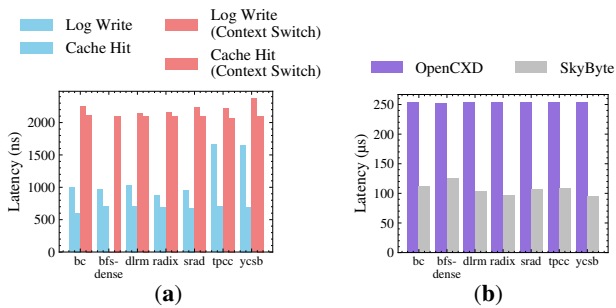 Log Write
Cache Hit
Log Write
(Context Switch)
Cache Hit
(Context Switch)
Latency (ns)
2000
1500
1000
500
0
bc
bfs-
dense
dlrm
radix
srad
tpcc
ycsb
(a)
OpenCXD
SkyByte
Latency (µs)
250
200
150
100
50
0
bc
bfs-
dense
dlrm
radix
srad
tpcc
ycsb
(b)